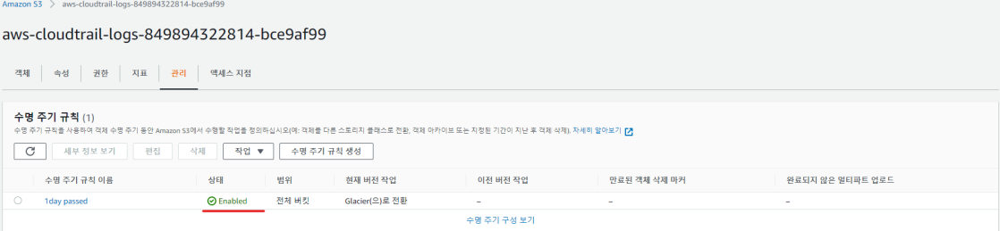 Amazon S3 > aws-cloudtrail-logs-849894322814-bce9af99
aws-cloudtrail-logs-849894322814-bce9af99
객체 속성 권한 지표 관리 액세스 지점
수명 주기 규칙 (1)
수명 주기 규칙을 사용하여 객체 수명 주기 동안 Amazon S3에서 수행할 작업을 정의하십시오(예: 객체를 다른 스토리지 클래스로 전환, 객체 아카이브 또는 지정된 기간이 지난 후 객체 삭제). 자세히 알아보기
세부 정보 보기 편집 삭제 작업 ▼ 수명 주기 규칙 생성
수명 주기 규칙 이름 상태 범위 현재 버전 작업 이전 버전 작업 만료된 객체 삭제 마커 완료되지 않은 멀티파트 업로드
1day passed Enabled 전체 버킷 Glacier(으)로 전환 – – –
수명 주기 구성 보기